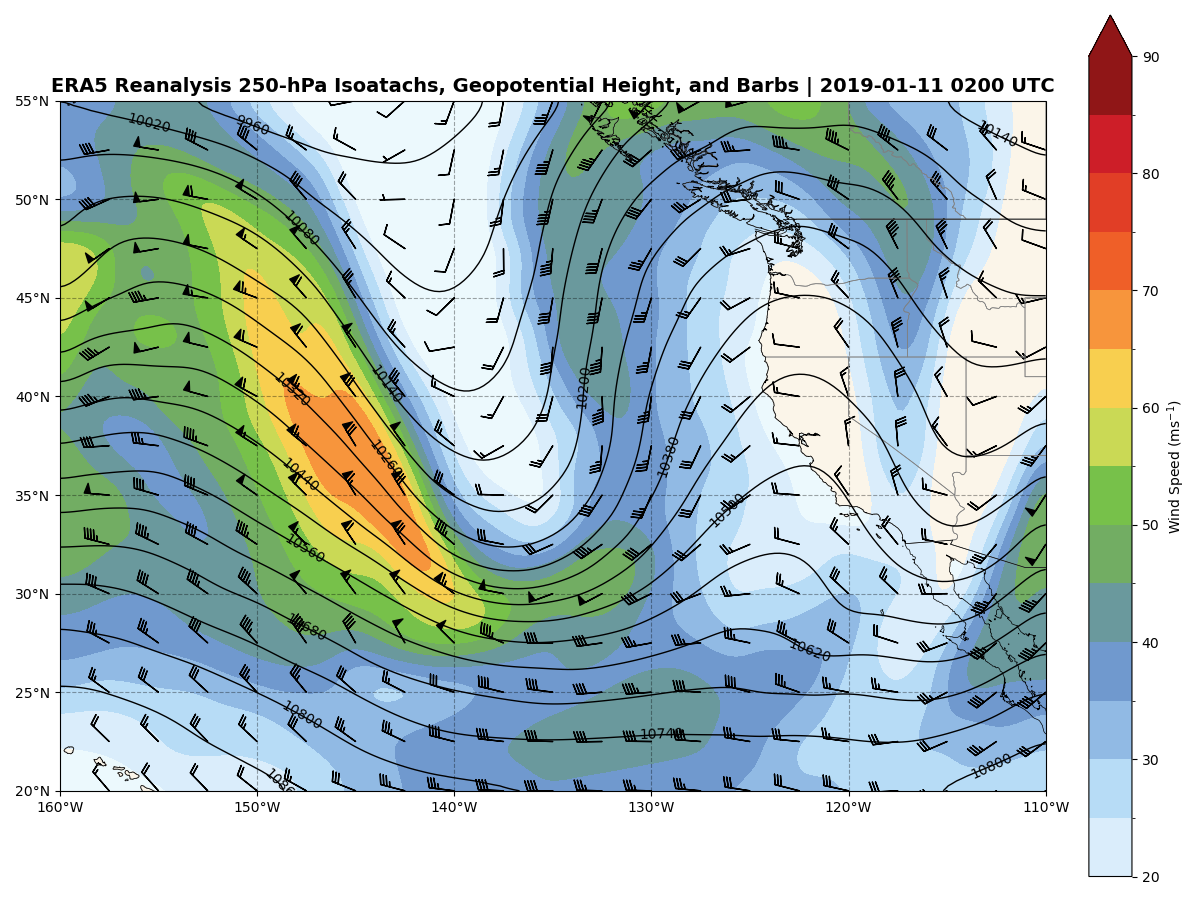 ERA5 Reanalysis 250-hPa Isoatachs, Geopotential Height, and Barbs | 2019-01-11 0200 UTC
90
80
70
60
50
40
30
20
Wind Speed (ms⁻¹)
55°N
50°N
45°N
40°N
35°N
30°N
25°N
20°N
160°W
150°W
140°W
130°W
120°W
110°W
10020
9960
10140
10080
10140
10200
10320
10260
10380
10440
10500
10560
10680
10620
10800
10740
10800